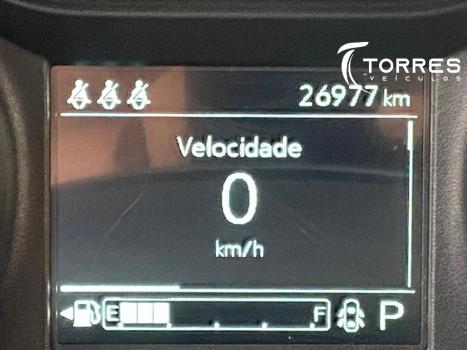 TORRES
veículos
26977 km
Velocidade
0
km/h
E F P